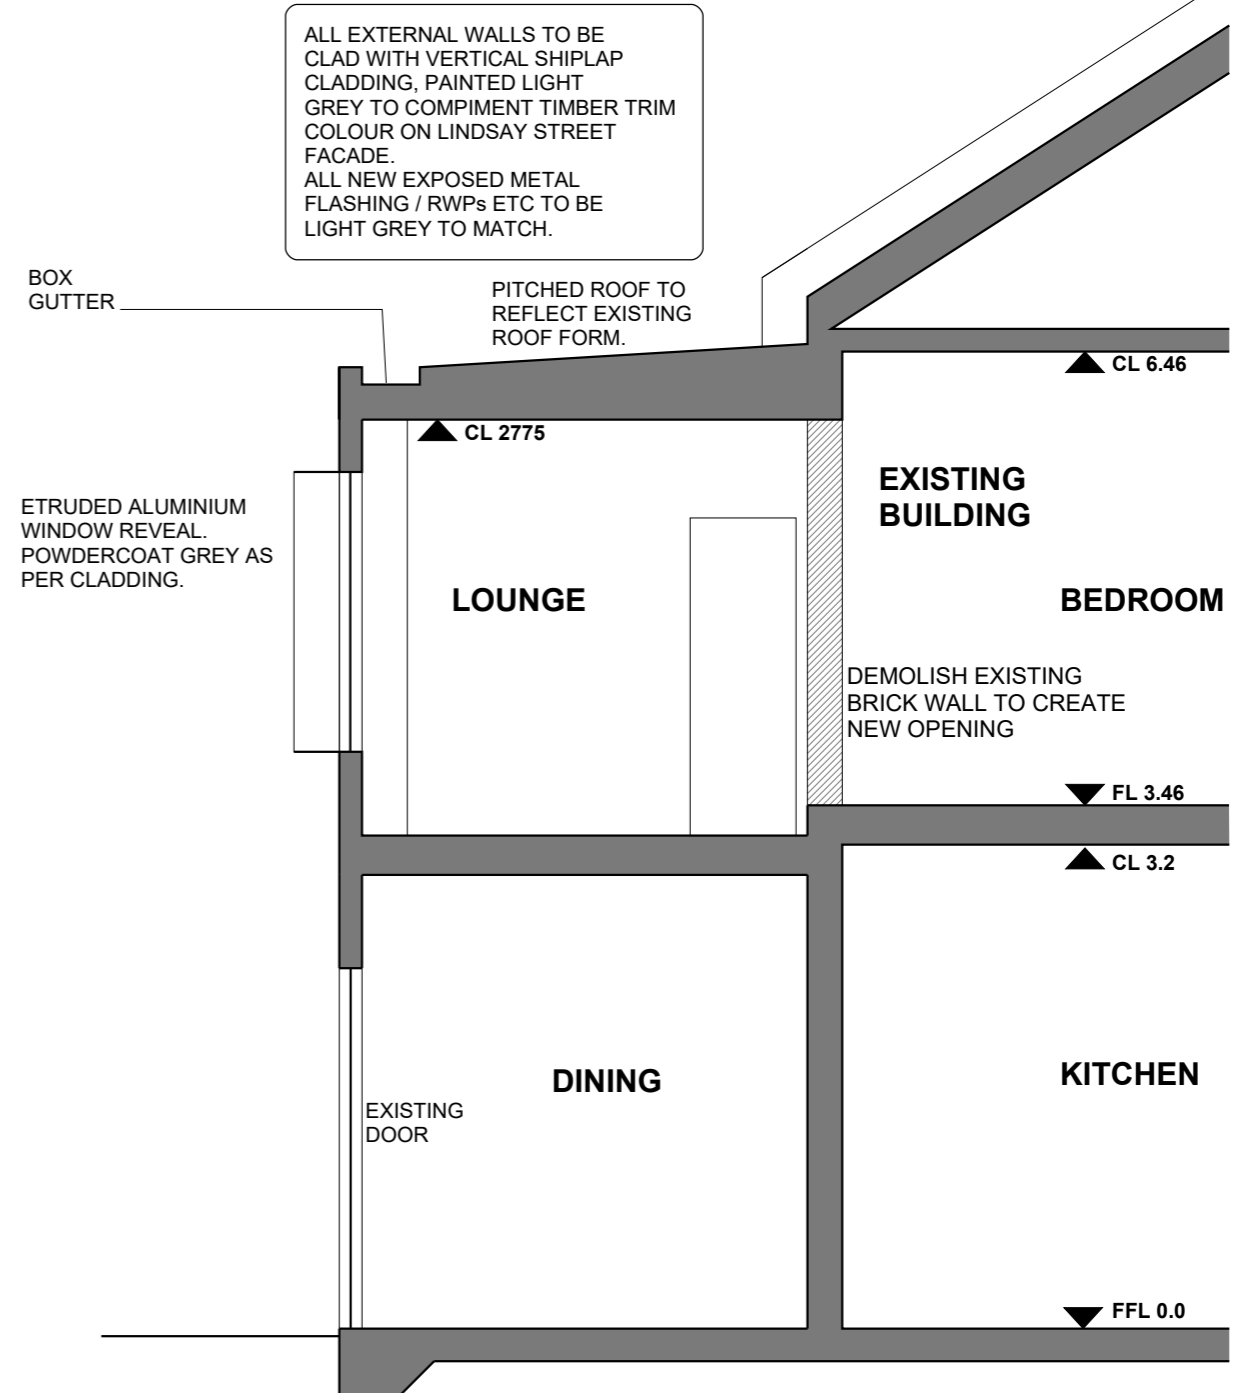 ALL EXTERNAL WALLS TO BE
CLAD WITH VERTICAL SHIPLAP
CLADDING, PAINTED LIGHT
GREY TO COMPIMENT TIMBER TRIM
COLOUR ON LINDSAY STREET
FACADE.
ALL NEW EXPOSED METAL
FLASHING / RWPs ETC TO BE
LIGHT GREY TO MATCH.
BOX
GUTTER
PITCHED ROOF TO
REFLECT EXISTING
ROOF FORM.
CL 6.46
CL 2775
EXISTING
BUILDING
ETRUDED ALUMINIUM
WINDOW REVEAL.
POWDERCOAT GREY AS
PER CLADDING.
LOUNGE
BEDROOM
DEMOLISH EXISTING
BRICK WALL TO CREATE
NEW OPENING
FL 3.46
CL 3.2
DINING
KITCHEN
EXISTING
DOOR
FFL 0.0